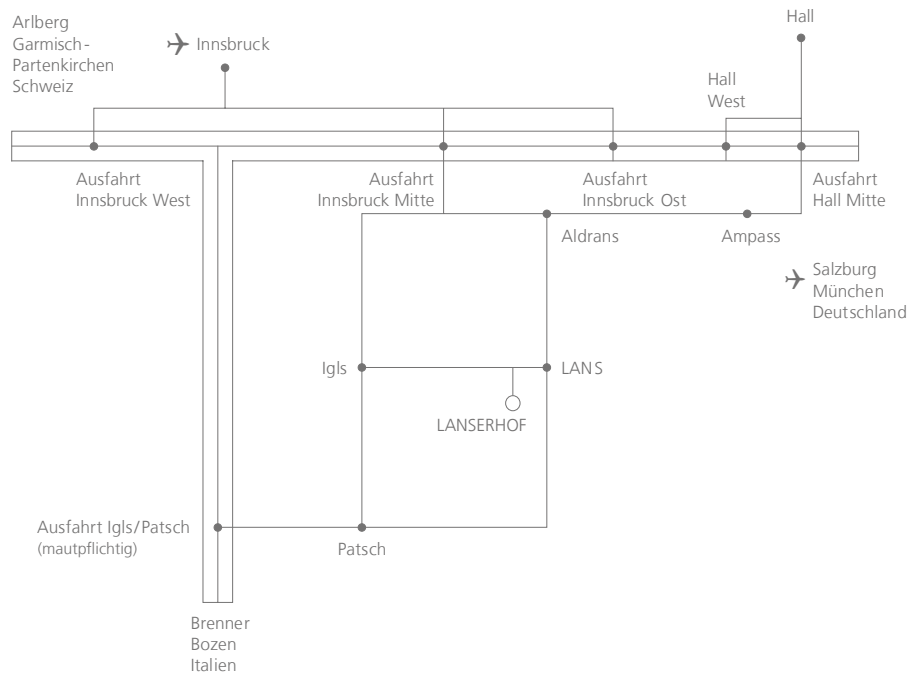 Arlberg
Garmisch-
Partenkirchen
Schweiz
Innsbruck
Hall
Hall
West
Ausfahrt
Innsbruck West
Ausfahrt
Innsbruck Mitte
Ausfahrt
Innsbruck Ost
Ausfahrt
Hall Mitte
Aldrans
Ampass
Salzburg
München
Deutschland
Igls
LANS
LANSERHOF
Ausfahrt Igls/Patsch
(mautpflichtig)
Patsch
Brenner
Bozen
Italien